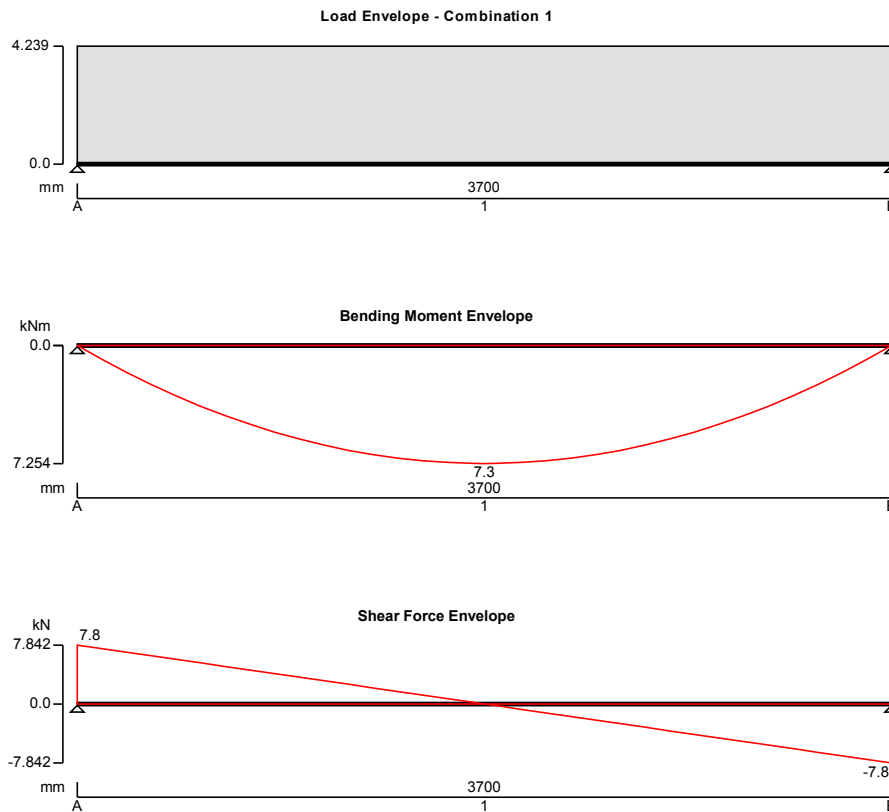 Load Envelope - Combination 1
4.239
0.0
mm
3700
A
1
Bending Moment Envelope
kNm
0.0
7.254
7.3
mm
3700
A
1
Shear Force Envelope
kN
7.842
7.8
0.0
-7.842
-7.8
mm
3700
A
1